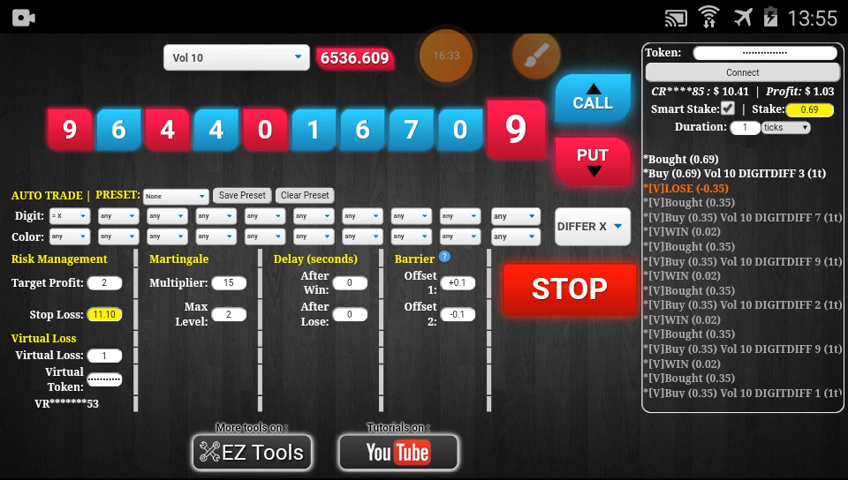 13:55
Vol 10 6536.609 16:33
9 6 4 4 0 1 6 7 0 9
CALL
PUT
AUTO TRADE | PRESET: None Save Preset Clear Preset
Digit: = X any any any any any any any any any
Color: any any any any any any any any any any
DIFFER X
Risk Management
Target Profit: 2
Stop Loss: 11.10
Virtual Loss
Virtual Loss: 1
Virtual Token: ••••••••••
VR*******53
Martingale
Multiplier: 15
Max Level: 2
Delay (seconds)
After Win: 0
After Lose: 0
Barrier ?
Offset 1: +0.1
Offset 2: -0.1
STOP
More tools on :
EZ Tools
Tutorials on :
YouTube
Token: •••••••••••••••
Connect
CR****85 : $ 10.41 | Profit: $ 1.03
Smart Stake: | Stake: 0.69
Duration: 1 ticks
*Bought (0.69)
*Buy (0.69) Vol 10 DIGITDIFF 3 (1t)
*[V]LOSE (-0.35)
*[V]Bought (0.35)
*[V]Buy (0.35) Vol 10 DIGITDIFF 7 (1t)
*[V]WIN (0.02)
*[V]Bought (0.35)
*[V]Buy (0.35) Vol 10 DIGITDIFF 9 (1t)
*[V]WIN (0.02)
*[V]Bought (0.35)
*[V]Buy (0.35) Vol 10 DIGITDIFF 2 (1t)
*[V]WIN (0.02)
*[V]Bought (0.35)
*[V]Buy (0.35) Vol 10 DIGITDIFF 9 (1t)
*[V]WIN (0.02)
*[V]Bought (0.35)
*[V]Buy (0.35) Vol 10 DIGITDIFF 1 (1t)